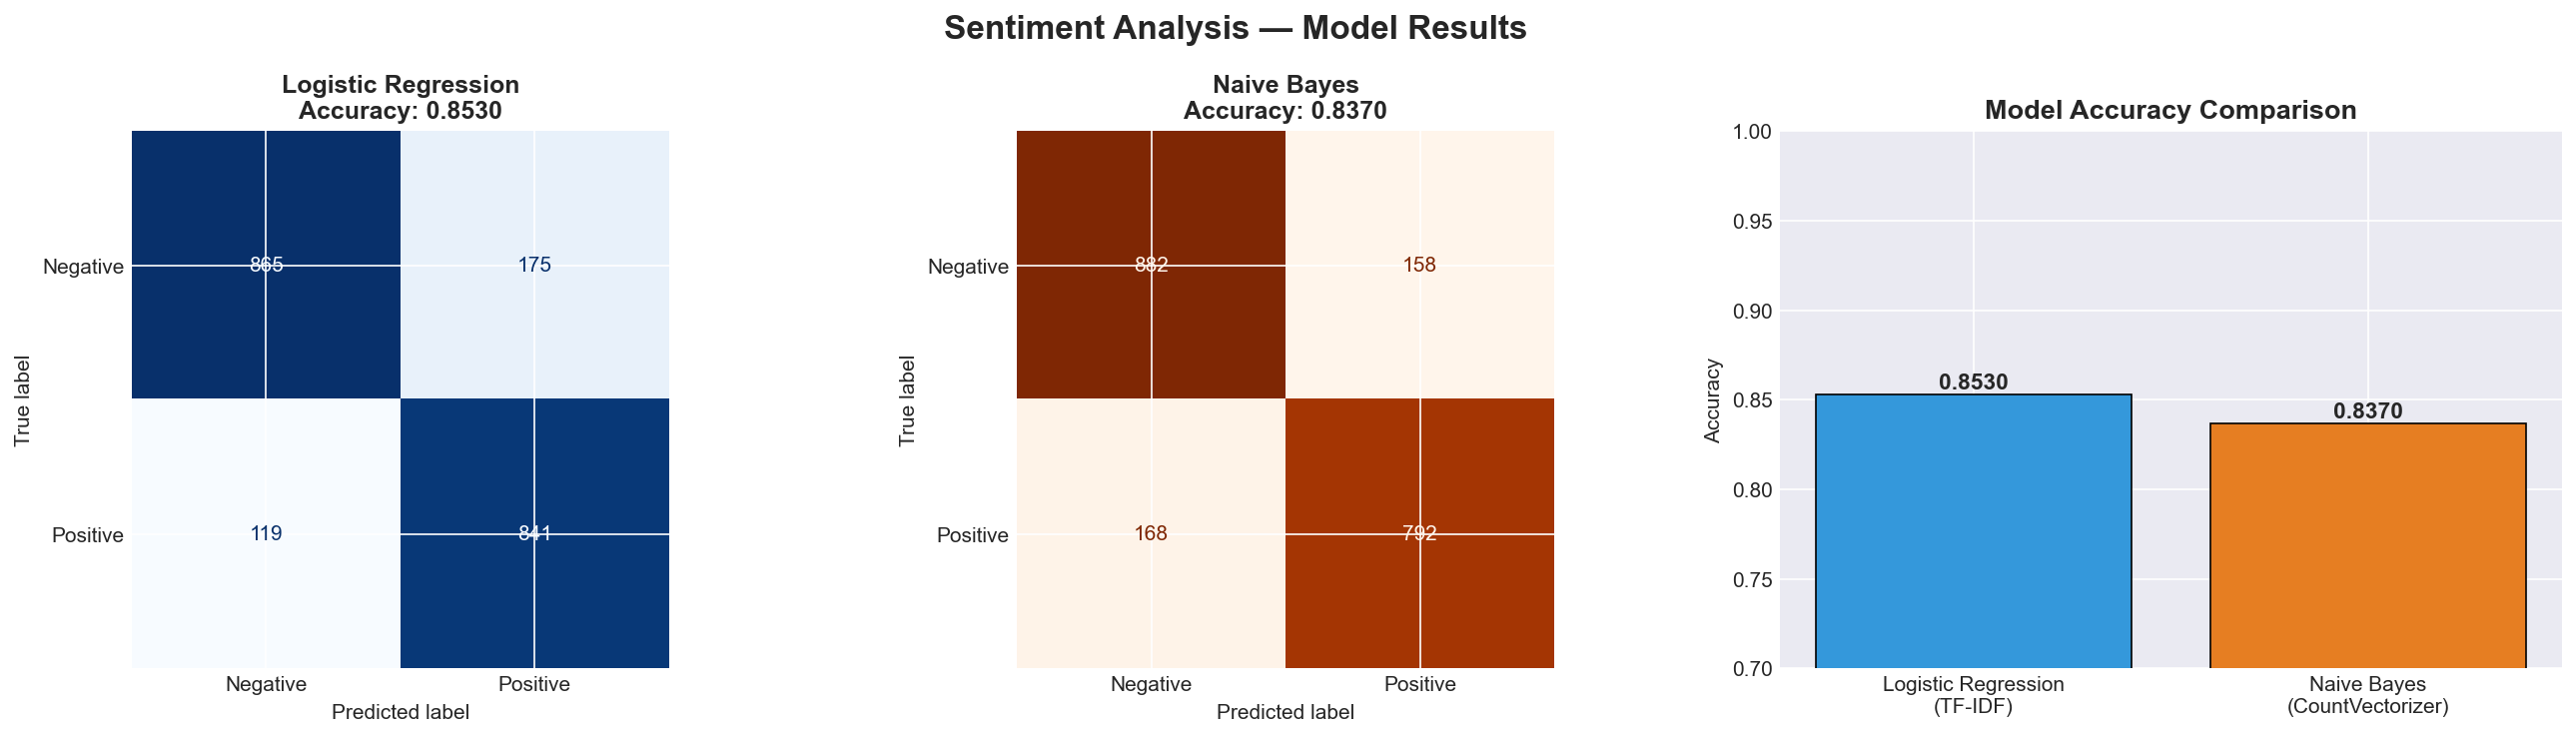 Sentiment Analysis — Model Results
Logistic Regression
Accuracy: 0.8530
True label
Negative
Positive
865
175
119
841
Negative
Positive
Predicted label
Naive Bayes
Accuracy: 0.8370
True label
Negative
Positive
882
158
168
792
Negative
Positive
Predicted label
Model Accuracy Comparison
Accuracy
1.00
0.95
0.90
0.85
0.80
0.75
0.70
0.8530
0.8370
Logistic Regression
(TF-IDF)
Naive Bayes
(CountVectorizer)